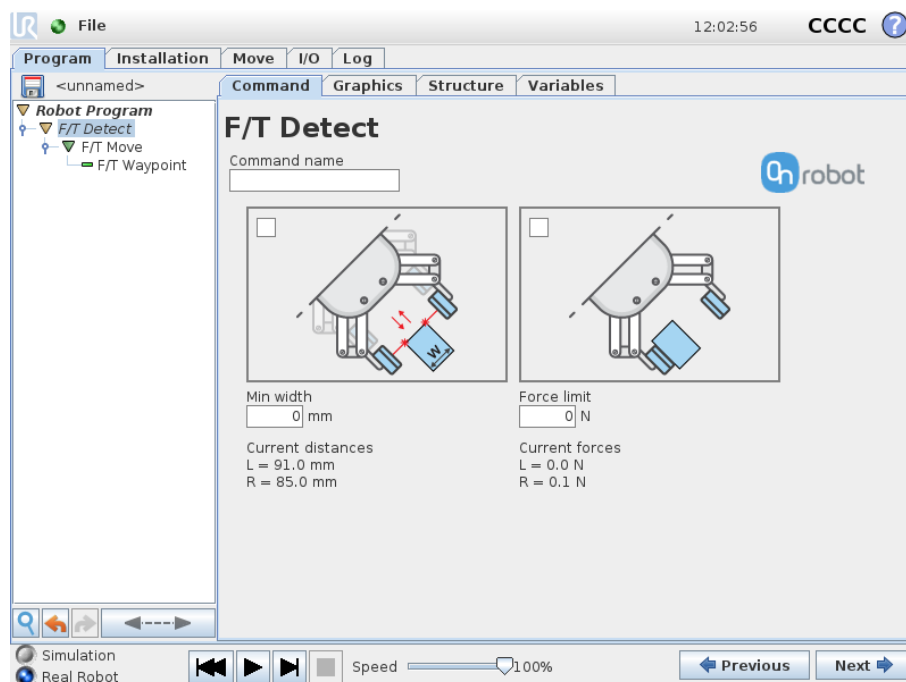 UR File 12:02:56 CCCC ?
Program Installation Move I/O Log
<unnamed> Command Graphics Structure Variables
Robot Program
F/T Detect
F/T Move
F/T Waypoint
F/T Detect
Command name
On robot
W
Min width
0 mm
Force limit
0 N
Current distances
L = 91.0 mm
R = 85.0 mm
Current forces
L = 0.0 N
R = 0.1 N
Simulation
Real Robot
Speed 100%
Previous Next